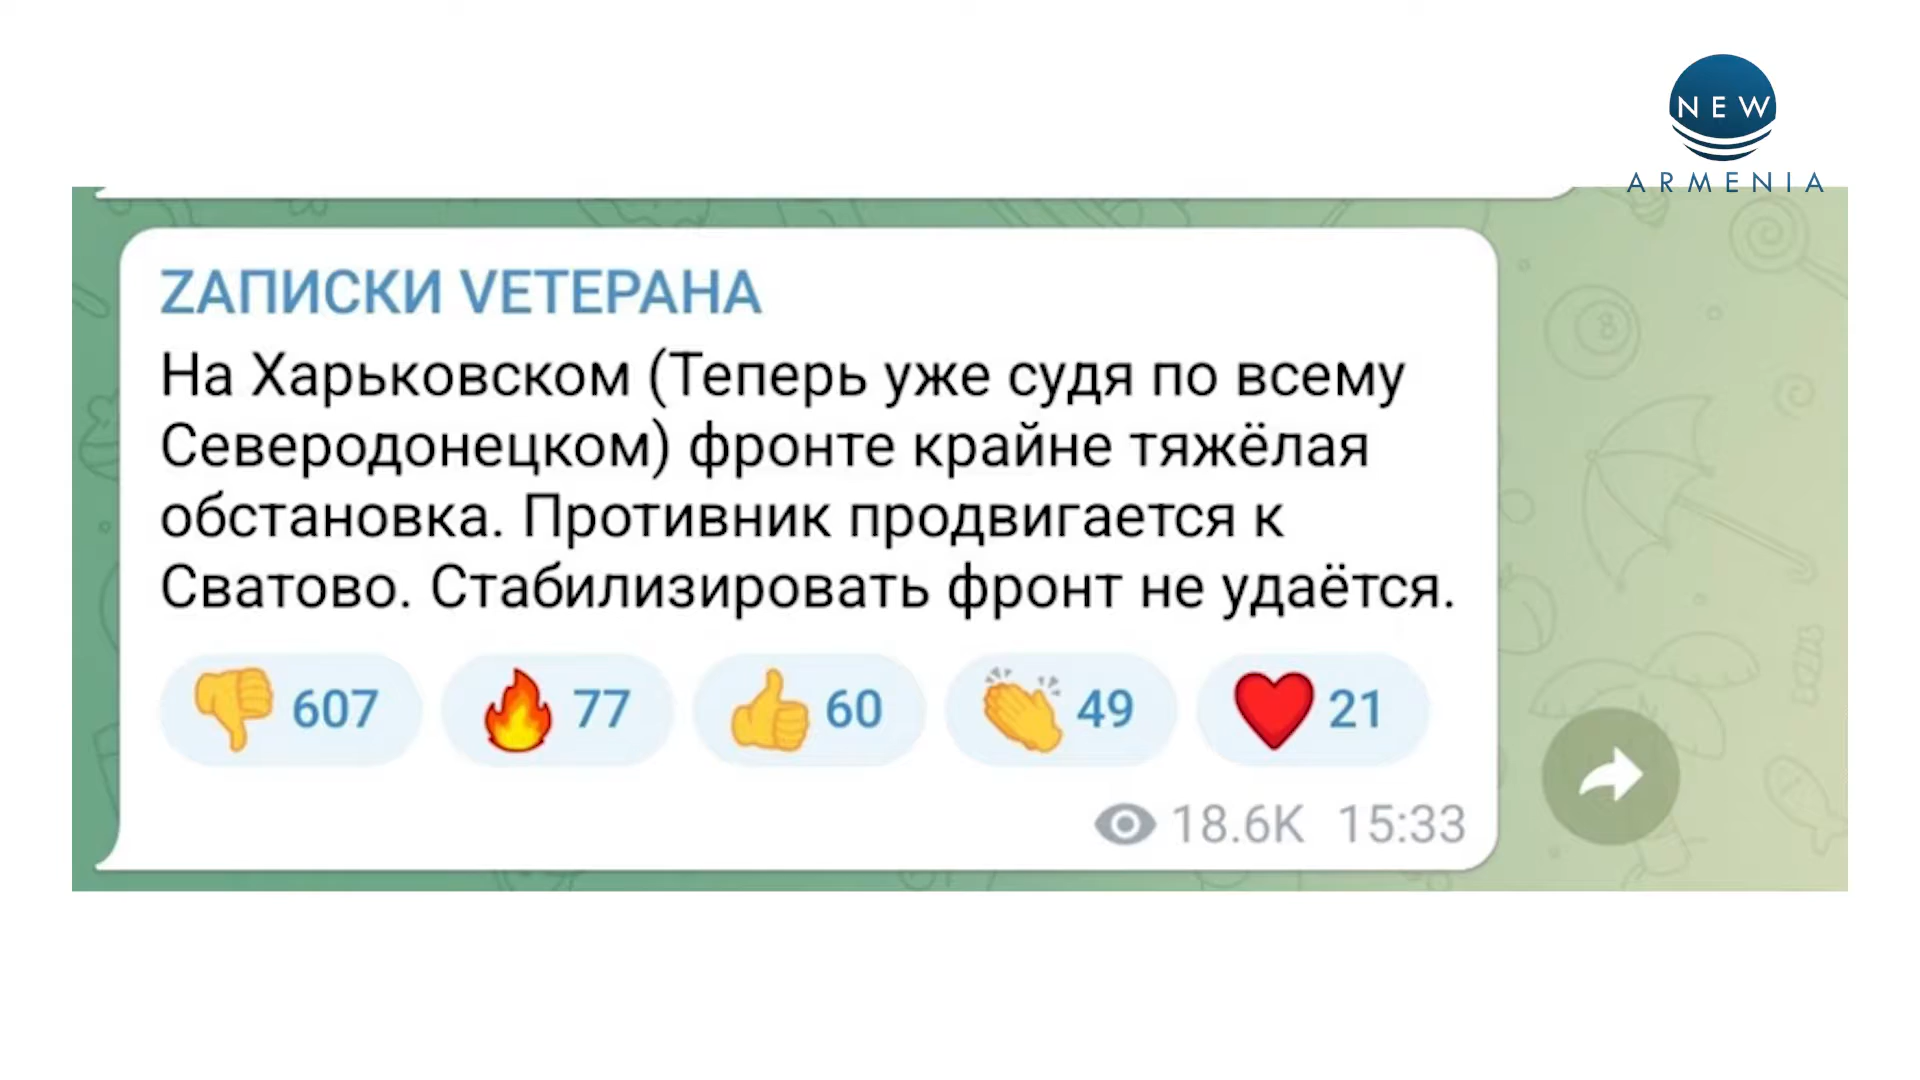 NEW
ARMENIA
ZАПИСКИ VЕТЕРАНА
На Харьковском (Теперь уже судя по всему
Северодонецком) фронте крайне тяжёлая
обстановка. Противник продвигается к
Сватово. Стабилизировать фронт не удаётся.
607 77 60 49 21
18.6K 15:33